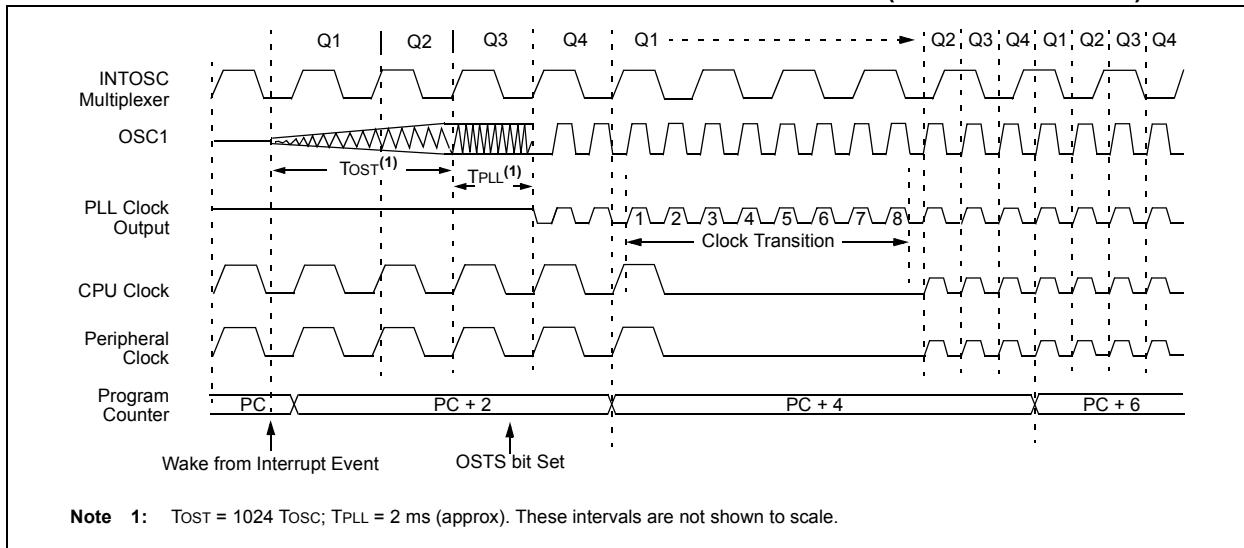 Q1 Q2 Q3 Q4 Q1 Q2 Q3 Q4 Q1 Q2 Q3 Q4
INTOSC
Multiplexer
OSC1
TOST(1)
TPLL(1)
PLL Clock
Output
1 2 3 4 5 6 7 8
Clock Transition
CPU Clock
Peripheral
Clock
Program
Counter
PC PC + 2 PC + 4 PC + 6
Wake from Interrupt Event OSTS bit Set
Note 1: TOST = 1024 TOSC; TPLL = 2 ms (approx). These intervals are not shown to scale.